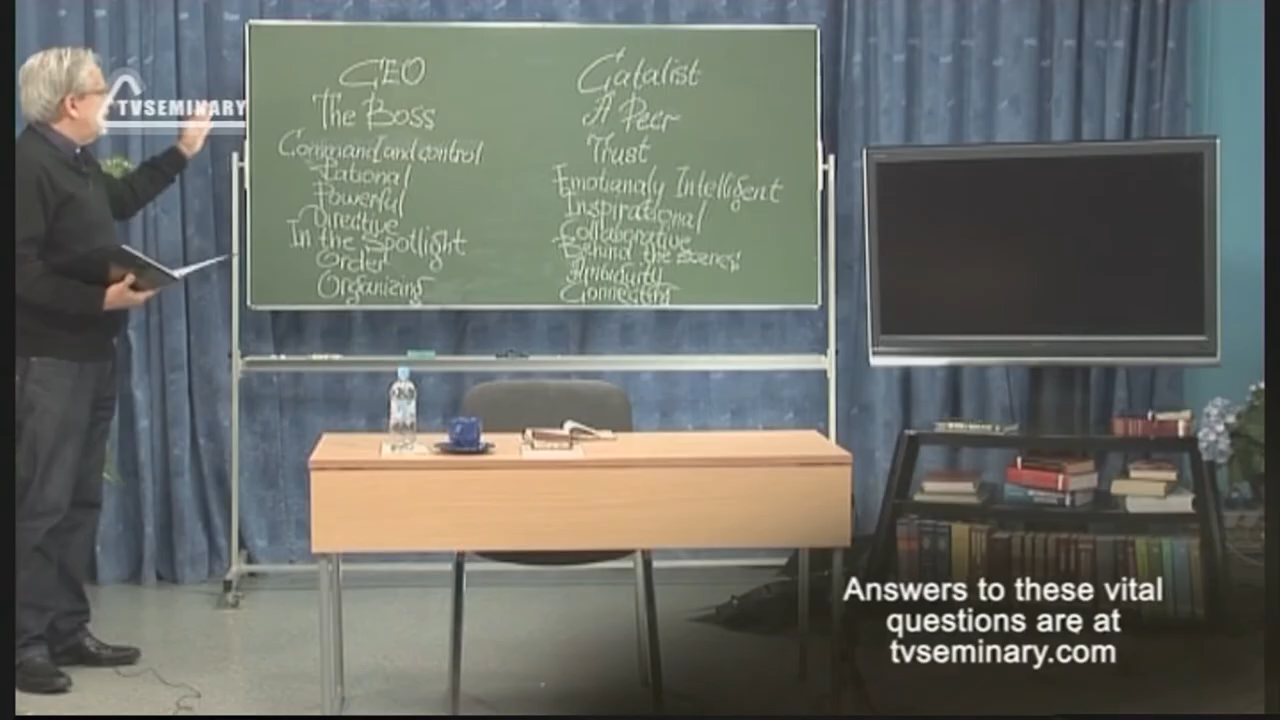 TVSEMINARY
CEO
The Boss
Command and control
Rational
Powerful
Directive
In the Spotlight
Order
Organizing
Catalist
A Peer
Trust
Emotionaly Intelligent
Inspirational
Collaborative
Behind the Scenes
Ambiguity
Connecting
Answers to these vital
questions are at
tvseminary.com